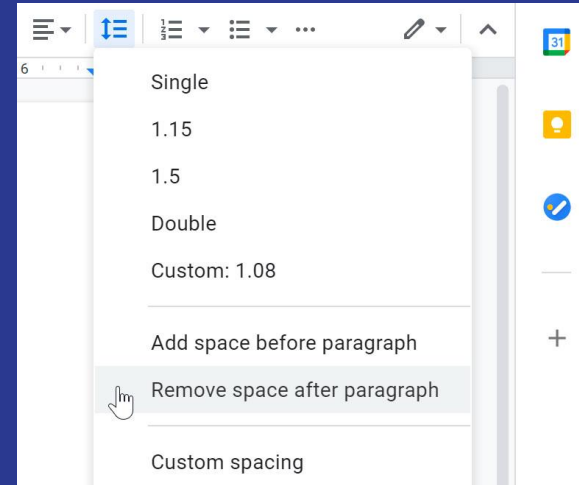 6
31
Single
1.15
1.5
Double
Custom: 1.08
Add space before paragraph
Remove space after paragraph
Custom spacing